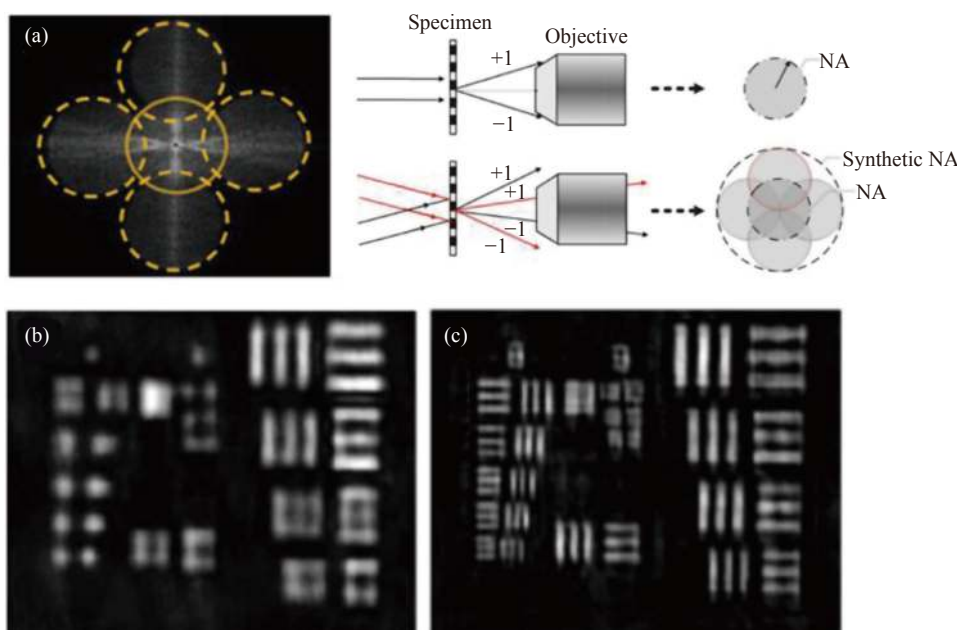 (a)
Specimen
Objective
+1
−1
NA
+1
+1
−1
−1
Synthetic NA
NA
(b)
(c)